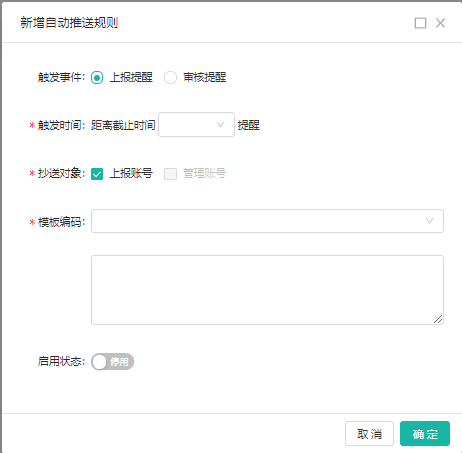 新增自动推送规则
触发事件: 上报提醒 审核提醒
* 触发时间: 距离截止时间 提醒
* 抄送对象: 上报账号 管理账号
* 模板编码:
启用状态: 停用
取消 确定